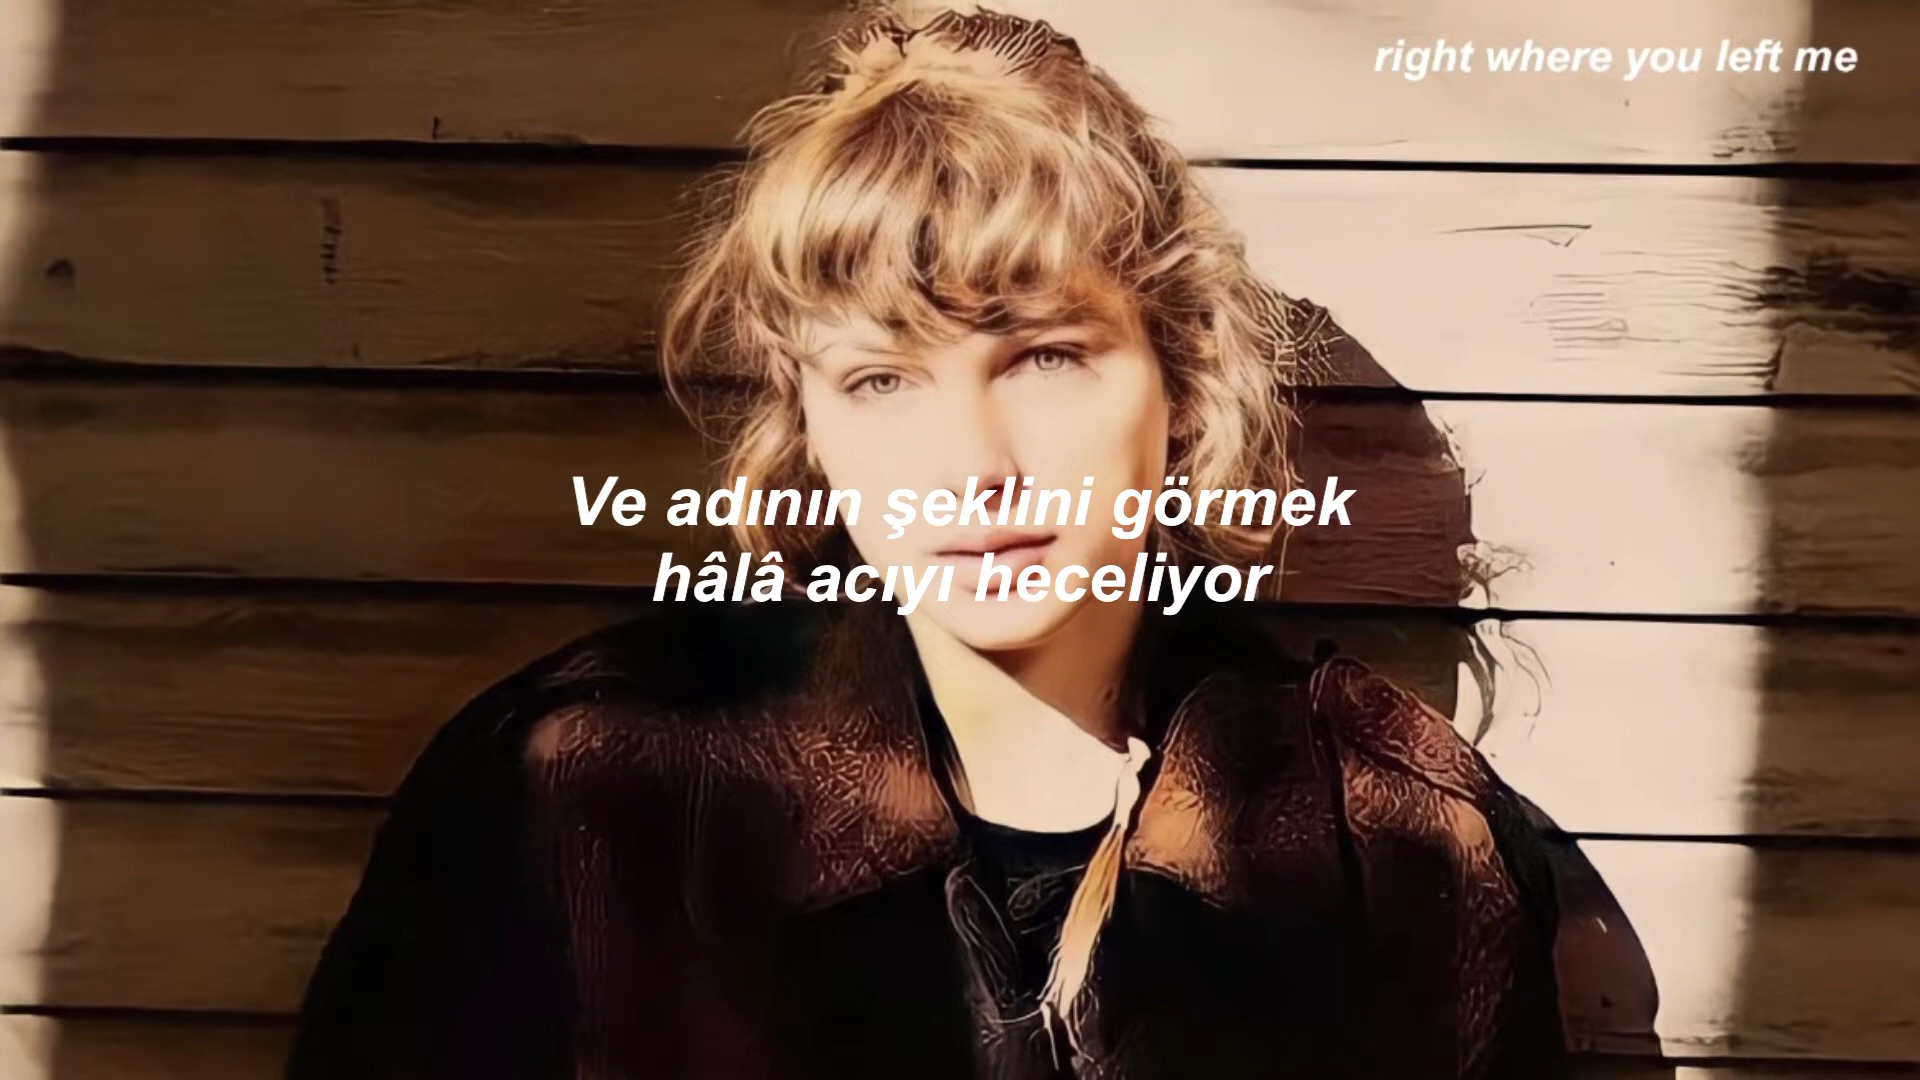 right where you left me
Ve adının şeklini görmek
hâlâ acıyı heceliyor